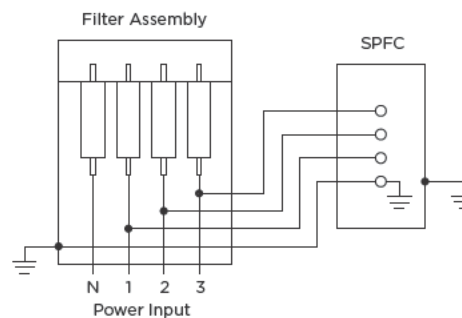 Filter Assembly
SPFC
N 1 2 3
Power Input